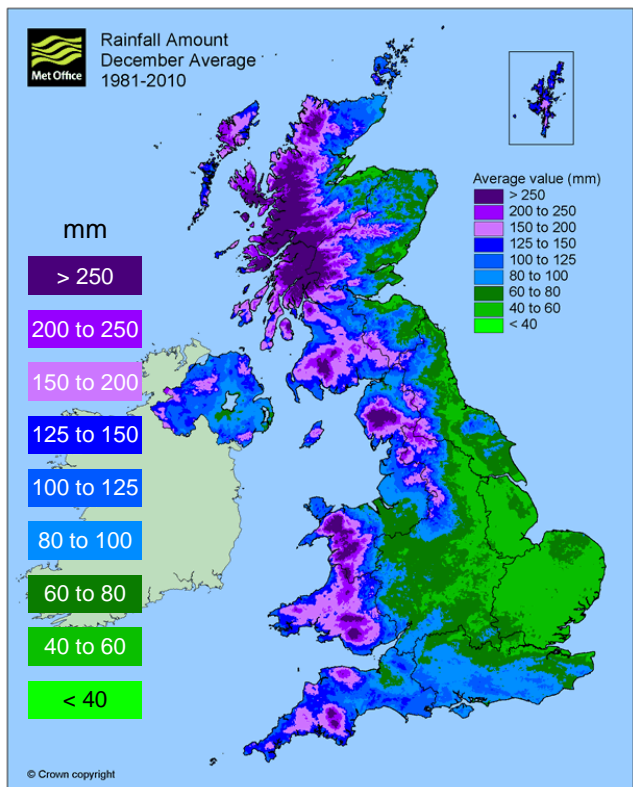 Met Office
Rainfall Amount
December Average
1981-2010
mm
> 250
200 to 250
150 to 200
125 to 150
100 to 125
80 to 100
60 to 80
40 to 60
< 40
Average value (mm)
> 250
200 to 250
150 to 200
125 to 150
100 to 125
80 to 100
60 to 80
40 to 60
< 40
© Crown copyright